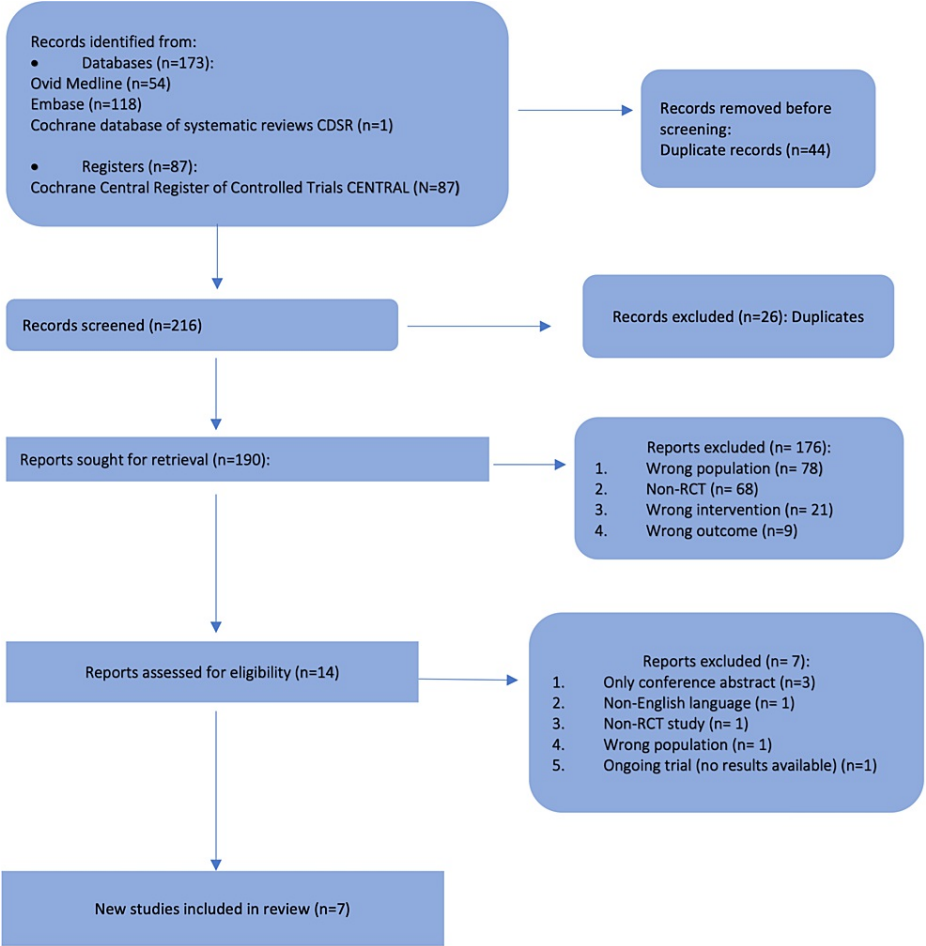 Records identified from:
• Databases (n=173):
Ovid Medline (n=54)
Embase (n=118)
Cochrane database of systematic reviews CDSR (n=1)
• Registers (n=87):
Cochrane Central Register of Controlled Trials CENTRAL (N=87)
Records removed before
screening:
Duplicate records (n=44)
Records screened (n=216)
Records excluded (n=26): Duplicates
Reports sought for retrieval (n=190):
Reports excluded (n= 176):
1. Wrong population (n= 78)
2. Non-RCT (n= 68)
3. Wrong intervention (n= 21)
4. Wrong outcome (n=9)
Reports assessed for eligibility (n=14)
Reports excluded (n= 7):
1. Only conference abstract (n=3)
2. Non-English language (n= 1)
3. Non-RCT study (n= 1)
4. Wrong population (n= 1)
5. Ongoing trial (no results available) (n=1)
New studies included in review (n=7)